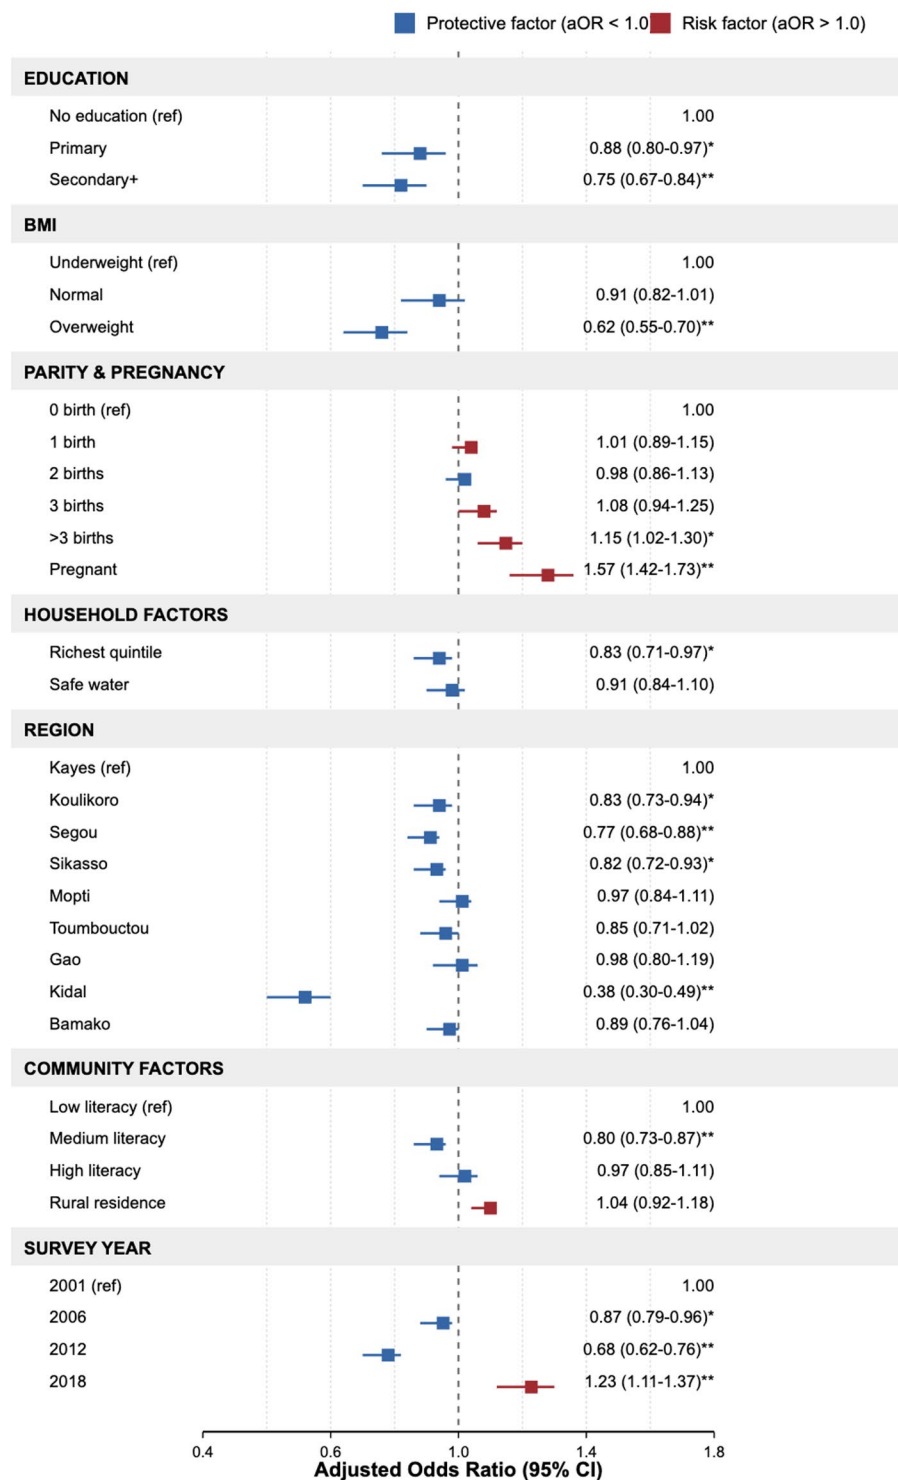 Protective factor (aOR < 1.0 Risk factor (aOR > 1.0)
EDUCATION
No education (ref) 1.00
Primary 0.88 (0.80-0.97)*
Secondary+ 0.75 (0.67-0.84)**
BMI
Underweight (ref) 1.00
Normal 0.91 (0.82-1.01)
Overweight 0.62 (0.55-0.70)**
PARITY & PREGNANCY
0 birth (ref) 1.00
1 birth 1.01 (0.89-1.15)
2 births 0.98 (0.86-1.13)
3 births 1.08 (0.94-1.25)
>3 births 1.15 (1.02-1.30)*
Pregnant 1.57 (1.42-1.73)**
HOUSEHOLD FACTORS
Richest quintile 0.83 (0.71-0.97)*
Safe water 0.91 (0.84-1.10)
REGION
Kayes (ref) 1.00
Koulikoro 0.83 (0.73-0.94)*
Segou 0.77 (0.68-0.88)**
Sikasso 0.82 (0.72-0.93)*
Mopti 0.97 (0.84-1.11)
Toumbouctou 0.85 (0.71-1.02)
Gao 0.98 (0.80-1.19)
Kidal 0.38 (0.30-0.49)**
Bamako 0.89 (0.76-1.04)
COMMUNITY FACTORS
Low literacy (ref) 1.00
Medium literacy 0.80 (0.73-0.87)**
High literacy 0.97 (0.85-1.11)
Rural residence 1.04 (0.92-1.18)
SURVEY YEAR
2001 (ref) 1.00
2006 0.87 (0.79-0.96)*
2012 0.68 (0.62-0.76)**
2018 1.23 (1.11-1.37)**
0.4 0.6 1.0 1.4 1.8
Adjusted Odds Ratio (95% CI)